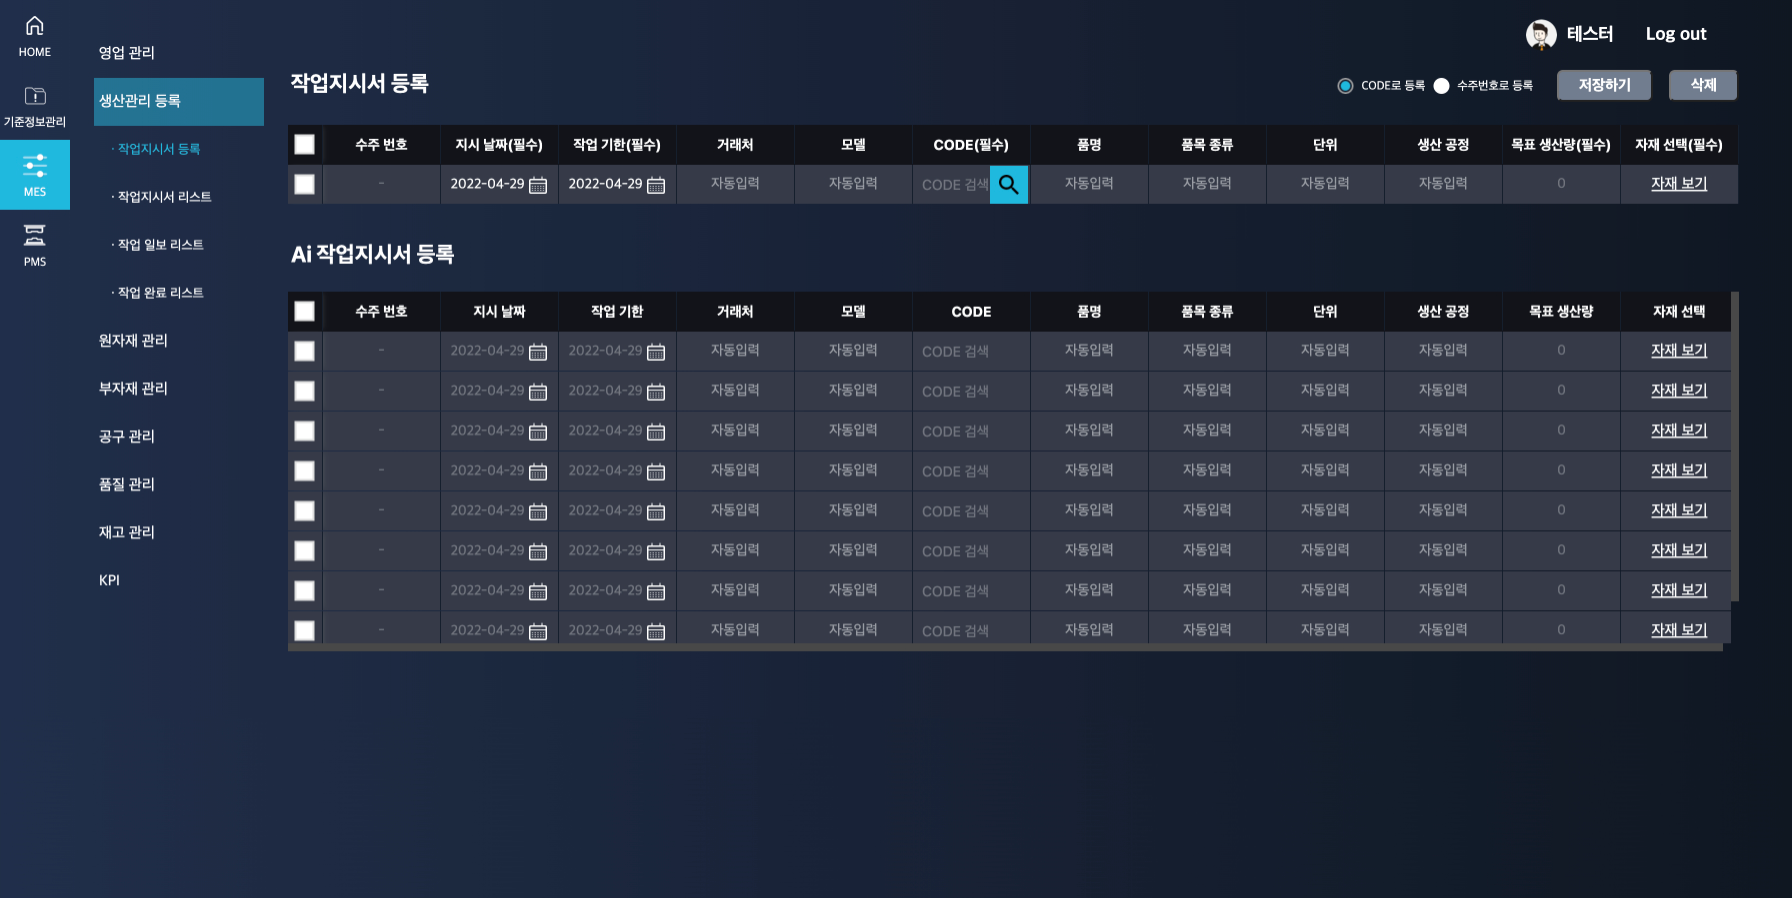 HOME
기준정보관리
MES
PMS
영업 관리
생산관리 등록
· 작업지시서 등록
· 작업지시서 리스트
· 작업 일보 리스트
· 작업 완료 리스트
원자재 관리
부자재 관리
공구 관리
품질 관리
재고 관리
KPI
테스터 Log out
작업지시서 등록
CODE로 등록 수주번호로 등록 저장하기 삭제
수주 번호 지시 날짜(필수) 작업 기한(필수) 거래처 모델 CODE(필수) 품명 품목 종류 단위 생산 공정 목표 생산량(필수) 자재 선택(필수)
- 2022-04-29 2022-04-29 자동입력 자동입력 CODE 검색 자동입력 자동입력 자동입력 자동입력 0 자재 보기
Ai 작업지시서 등록
수주 번호 지시 날짜 작업 기한 거래처 모델 CODE 품명 품목 종류 단위 생산 공정 목표 생산량 자재 선택
- 2022-04-29 2022-04-29 자동입력 자동입력 CODE 검색 자동입력 자동입력 자동입력 자동입력 0 자재 보기
- 2022-04-29 2022-04-29 자동입력 자동입력 CODE 검색 자동입력 자동입력 자동입력 자동입력 0 자재 보기
- 2022-04-29 2022-04-29 자동입력 자동입력 CODE 검색 자동입력 자동입력 자동입력 자동입력 0 자재 보기
- 2022-04-29 2022-04-29 자동입력 자동입력 CODE 검색 자동입력 자동입력 자동입력 자동입력 0 자재 보기
- 2022-04-29 2022-04-29 자동입력 자동입력 CODE 검색 자동입력 자동입력 자동입력 자동입력 0 자재 보기
- 2022-04-29 2022-04-29 자동입력 자동입력 CODE 검색 자동입력 자동입력 자동입력 자동입력 0 자재 보기
- 2022-04-29 2022-04-29 자동입력 자동입력 CODE 검색 자동입력 자동입력 자동입력 자동입력 0 자재 보기
- 2022-04-29 2022-04-29 자동입력 자동입력 CODE 검색 자동입력 자동입력 자동입력 자동입력 0 자재 보기